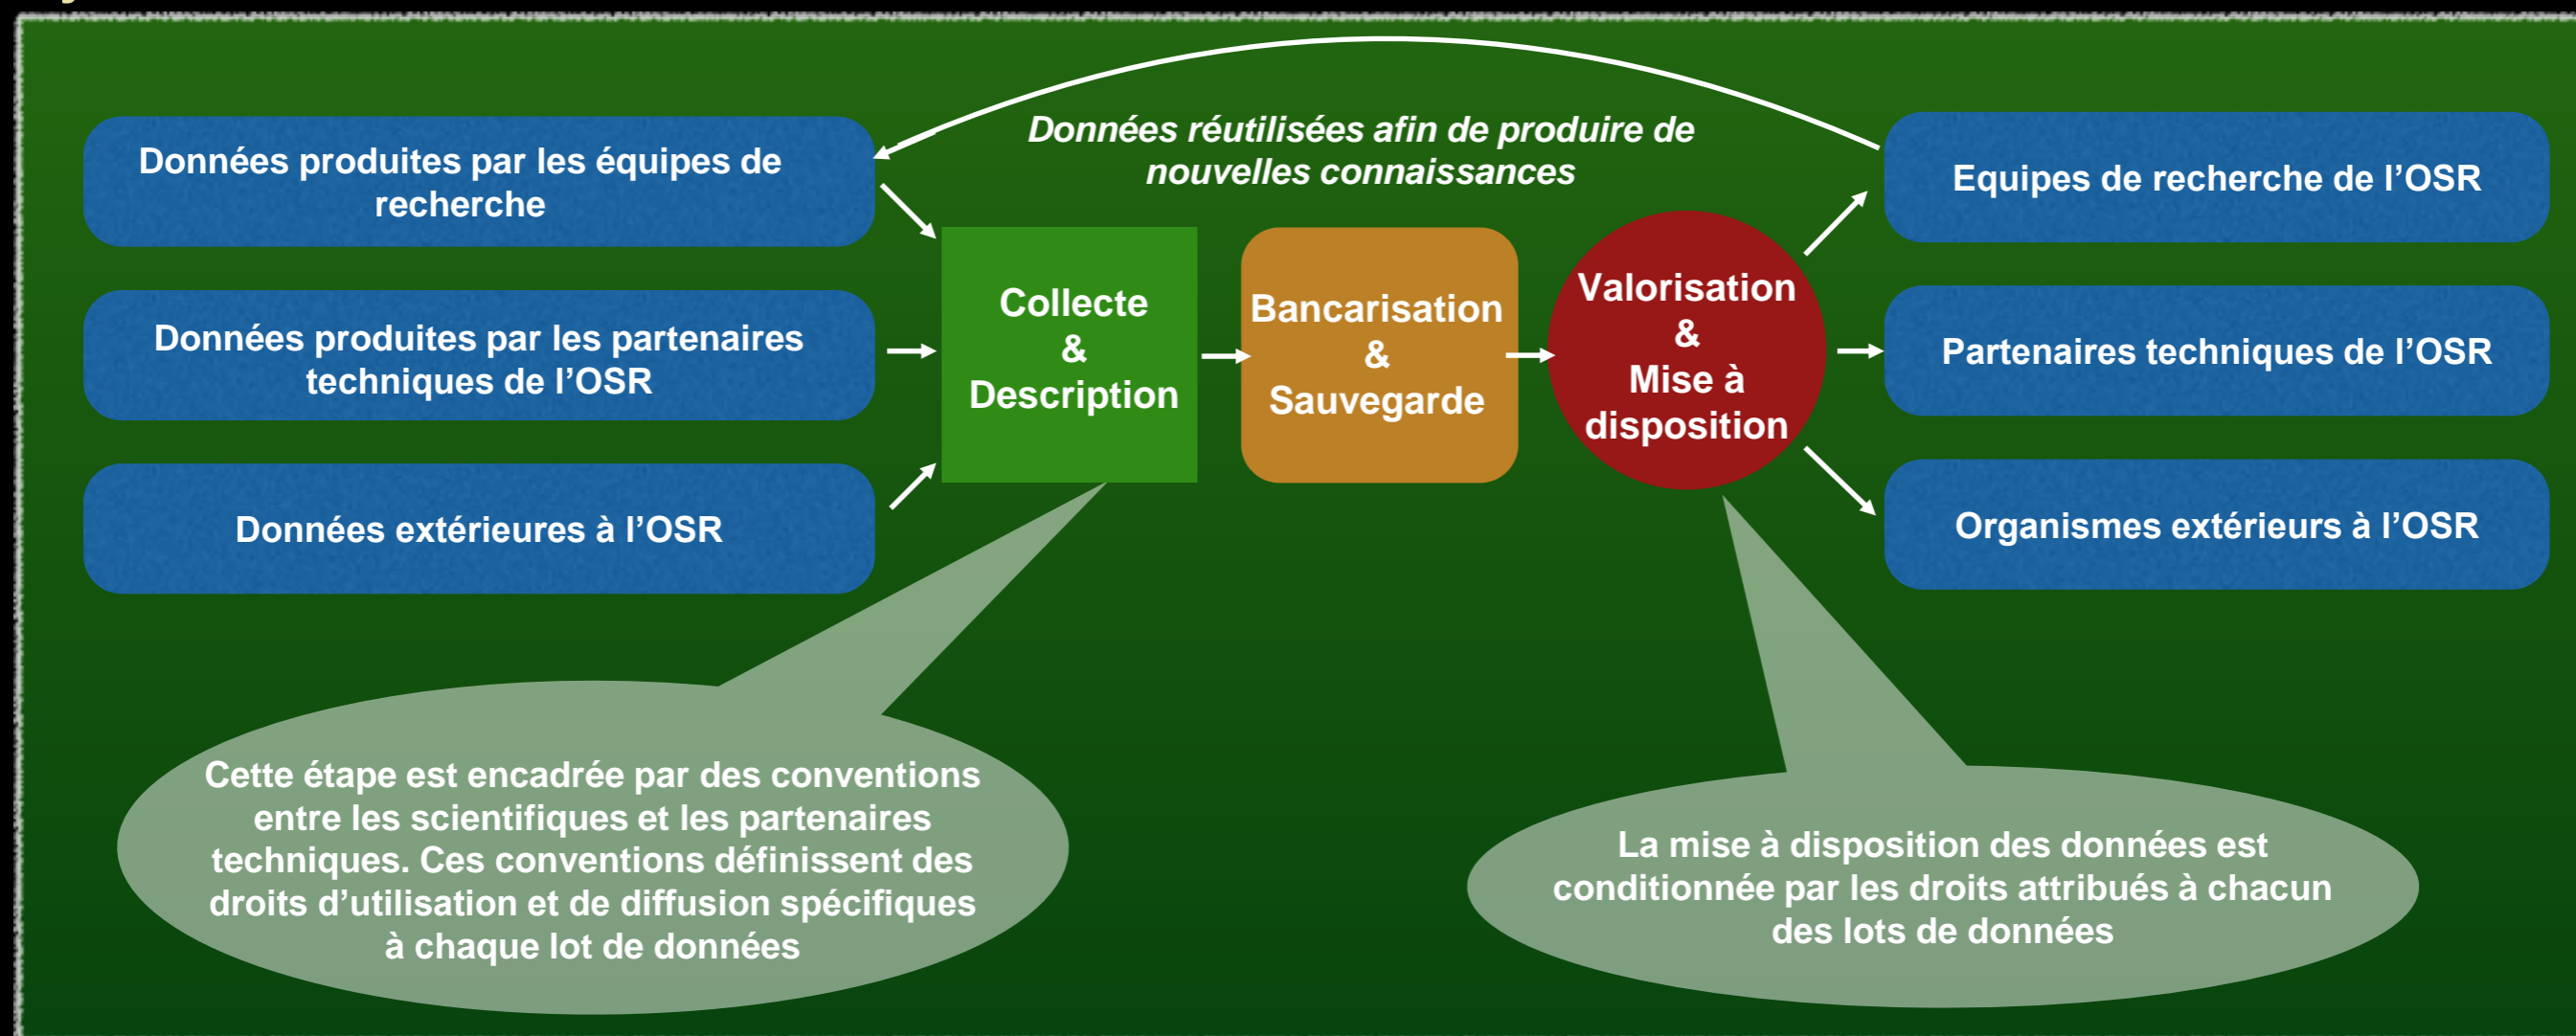 Données réutilisées afin de produire de
nouvelles connaissances
Données produites par les équipes de
recherche
Données produites par les partenaires
techniques de l’OSR
Données extérieures à l’OSR
Collecte
&
Description
Bancarisation
&
Sauvegarde
Valorisation
&
Mise à
disposition
Equipes de recherche de l’OSR
Partenaires techniques de l’OSR
Organismes extérieurs à l’OSR
Cette étape est encadrée par des conventions
entre les scientifiques et les partenaires
techniques. Ces conventions définissent des
droits d’utilisation et de diffusion spécifiques
à chaque lot de données
La mise à disposition des données est
conditionnée par les droits attribués à chacun
des lots de données